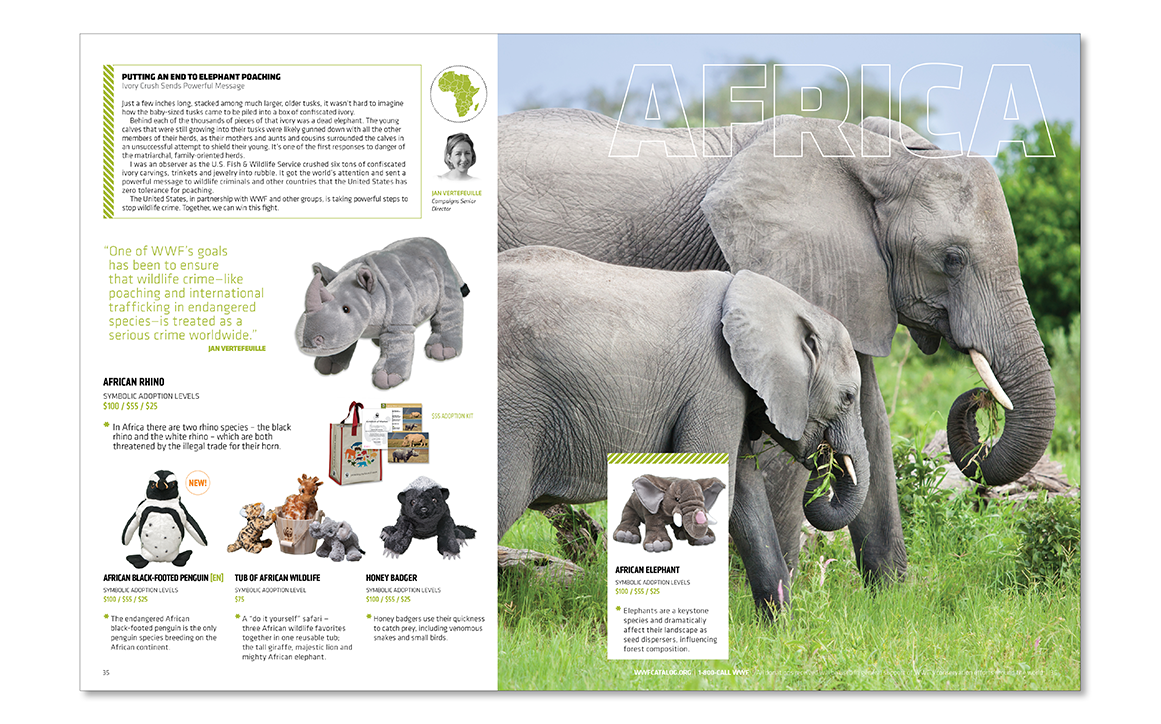 PUTTING AN END TO ELEPHANT POACHING
Ivory Crush Sends Powerful Message
Just a few inches long, stacked among much larger, older tusks, it wasn't hard to imagine
how the baby-sized tusks came to be piled into a box of confiscated ivory.
Behind each of the thousands of pieces of that ivory was a dead elephant. The young
calves that were still growing into their tusks were likely gunned down with all the other
members of their herds, as their mothers and aunts and cousins surrounded the calves in
an unsuccessful attempt to shield their young. It's one of the first responses to danger of
the matriarchal, family-oriented herds.
I was an observer as the U.S. Fish & Wildlife Service crushed six tons of confiscated
ivory carvings, trinkets and jewelry into rubble. It got the world's attention and sent a
powerful message to wildlife criminals and other countries that the United States has
zero tolerance for poaching.
The United States, in partnership with WWF and other groups, is taking powerful steps to
stop wildlife crime. Together, we can win this fight.
JAN VERTEFEUILLE
Campaigns Senior
Director
"One of WWF's goals
has been to ensure
that wildlife crime—like
poaching and international
trafficking in endangered
species—is treated as a
serious crime worldwide."
JAN VERTEFEUILLE
AFRICAN RHINO
SYMBOLIC ADOPTION LEVELS
$100 / $55 / $25
* In Africa there are two rhino species – the black
rhino and the white rhino – which are both
threatened by the illegal trade for their horn.
$55 ADOPTION KIT
NEW!
AFRICAN BLACK-FOOTED PENGUIN [EN]
SYMBOLIC ADOPTION LEVELS
$100 / $55 / $25
* The endangered African
black-footed penguin is the only
penguin species breeding on the
African continent.
TUB OF AFRICAN WILDLIFE
SYMBOLIC ADOPTION LEVEL
$75
* A "do it yourself" safari –
three African wildlife favorites
together in one reusable tub;
the tall giraffe, majestic lion and
mighty African elephant.
HONEY BADGER
SYMBOLIC ADOPTION LEVELS
$100 / $55 / $25
* Honey badgers use their quickness
to catch prey, including venomous
snakes and small birds.
35
AFRICA
AFRICAN ELEPHANT
SYMBOLIC ADOPTION LEVELS
$100 / $55 / $25
* Elephants are a keystone
species and dramatically
affect their landscape as
seed dispersers, influencing
forest composition.
WWFCATALOG.ORG | 1-800-CALL WWF